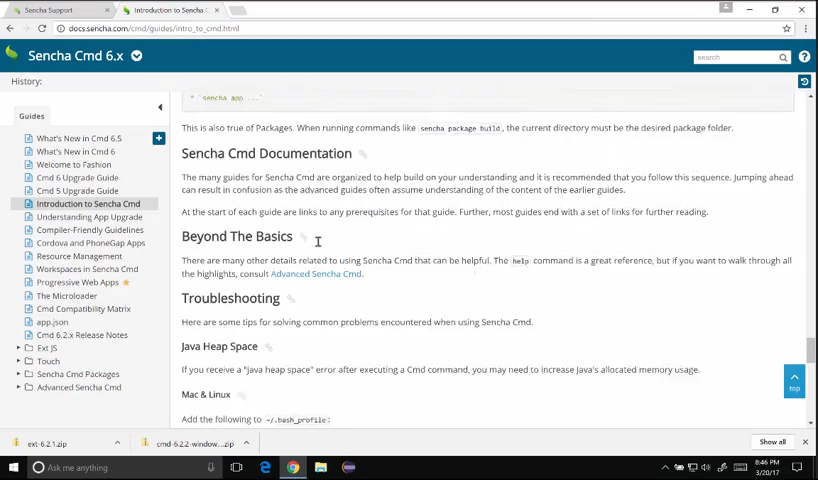 Sencha Support
Introduction to Sencha C
docs.sencha.com/cmd/guides/intro_to_cmd.html
Sencha Cmd 6.x
search
History:
Guides
What's New in Cmd 6.5
What's New in Cmd 6
Welcome to Fashion
Cmd 6 Upgrade Guide
Cmd 5 Upgrade Guide
Introduction to Sencha Cmd
Understanding App Upgrade
Compiler-Friendly Guidelines
Cordova and PhoneGap Apps
Resource Management
Workspaces in Sencha Cmd
Progressive Web Apps
The Microloader
Cmd Compatibility Matrix
app.json
Cmd 6.2.x Release Notes
Ext JS
Touch
Sencha Cmd Packages
Advanced Sencha Cmd
* `sencha app ...`
This is also true of Packages. When running commands like sencha package build, the current directory must be the desired package folder.
Sencha Cmd Documentation
The many guides for Sencha Cmd are organized to help build on your understanding and it is recommended that you follow this sequence. Jumping ahead
can result in confusion as the advanced guides often assume understanding of the content of the earlier guides.
At the start of each guide are links to any prerequisites for that guide. Further, most guides end with a set of links for further reading.
Beyond The Basics
There are many other details related to using Sencha Cmd that can be helpful. The help command is a great reference, but if you want to walk through all
the highlights, consult Advanced Sencha Cmd.
Troubleshooting
Here are some tips for solving common problems encountered when using Sencha Cmd.
Java Heap Space
If you receive a "java heap space" error after executing a Cmd command, you may need to increase Java's allocated memory usage.
Mac & Linux
Add the following to ~/.bash_profile:
top
ext-6.2.1.zip
cmd-6.2.2-window....zip
Show all
Ask me anything
8:46 PM
3/20/17